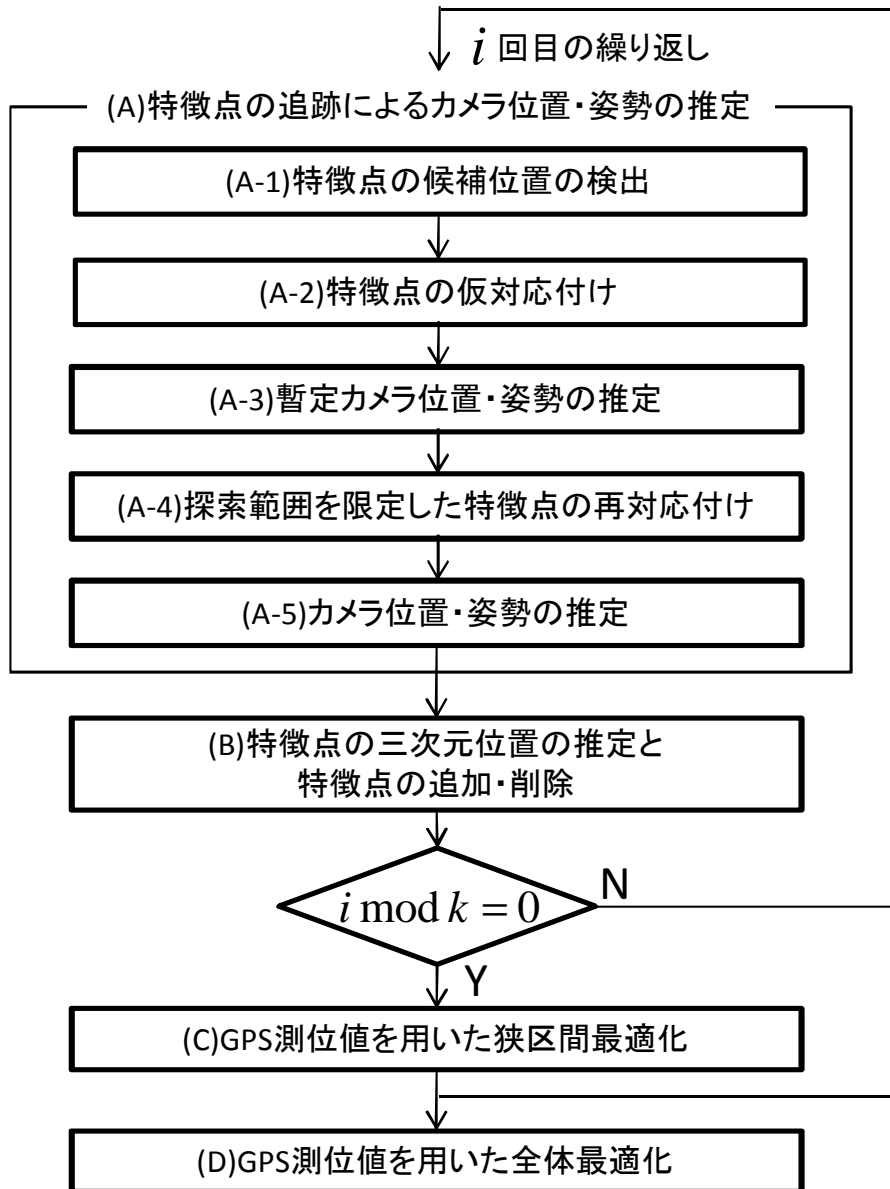 i 回目の繰り返し
(A)特徴点の追跡によるカメラ位置・姿勢の推定
(A-1)特徴点の候補位置の検出
(A-2)特徴点の仮対応付け
(A-3)暫定カメラ位置・姿勢の推定
(A-4)探索範囲を限定した特徴点の再対応付け
(A-5)カメラ位置・姿勢の推定
(B)特徴点の三次元位置の推定と
特徴点の追加・削除
i mod k = 0
N
Y
(C)GPS測位値を用いた狭区間最適化
(D)GPS測位値を用いた全体最適化